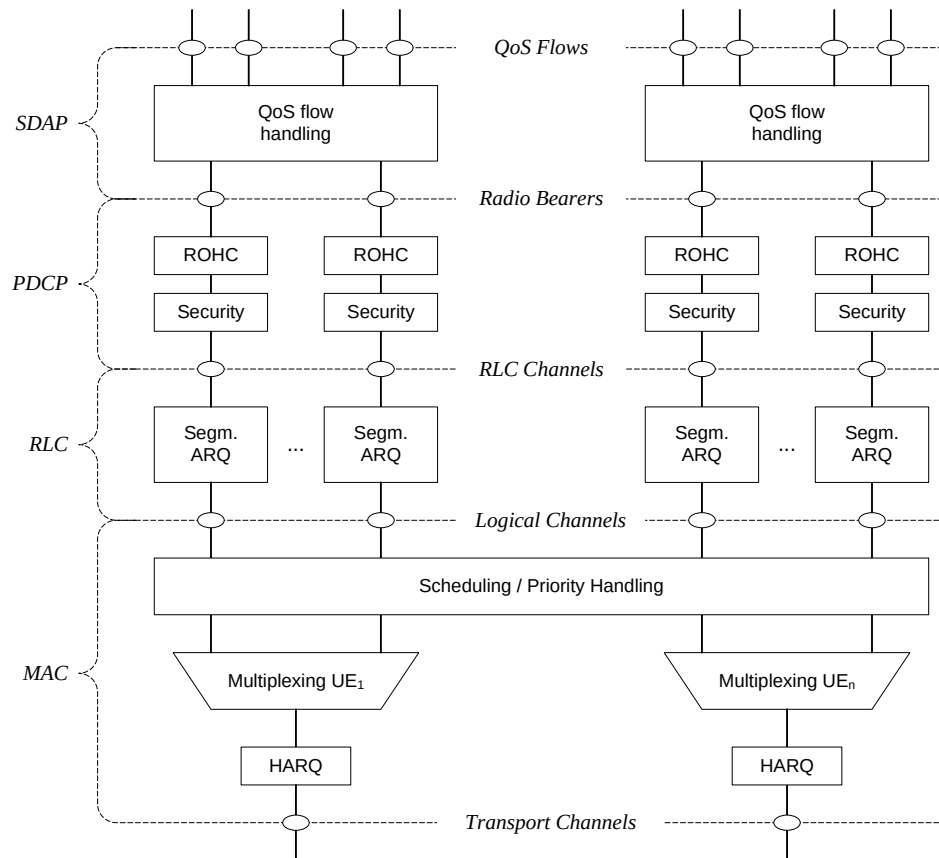 QoS Flows
QoS flow
handling
QoS flow
handling
SDAP
Radio Bearers
ROHC
ROHC
ROHC
ROHC
PDCP
Security
Security
Security
Security
RLC Channels
Segm.
ARQ
...
Segm.
ARQ
Segm.
ARQ
...
Segm.
ARQ
RLC
Logical Channels
Scheduling / Priority Handling
MAC
Multiplexing UE1
Multiplexing UEn
HARQ
HARQ
Transport Channels